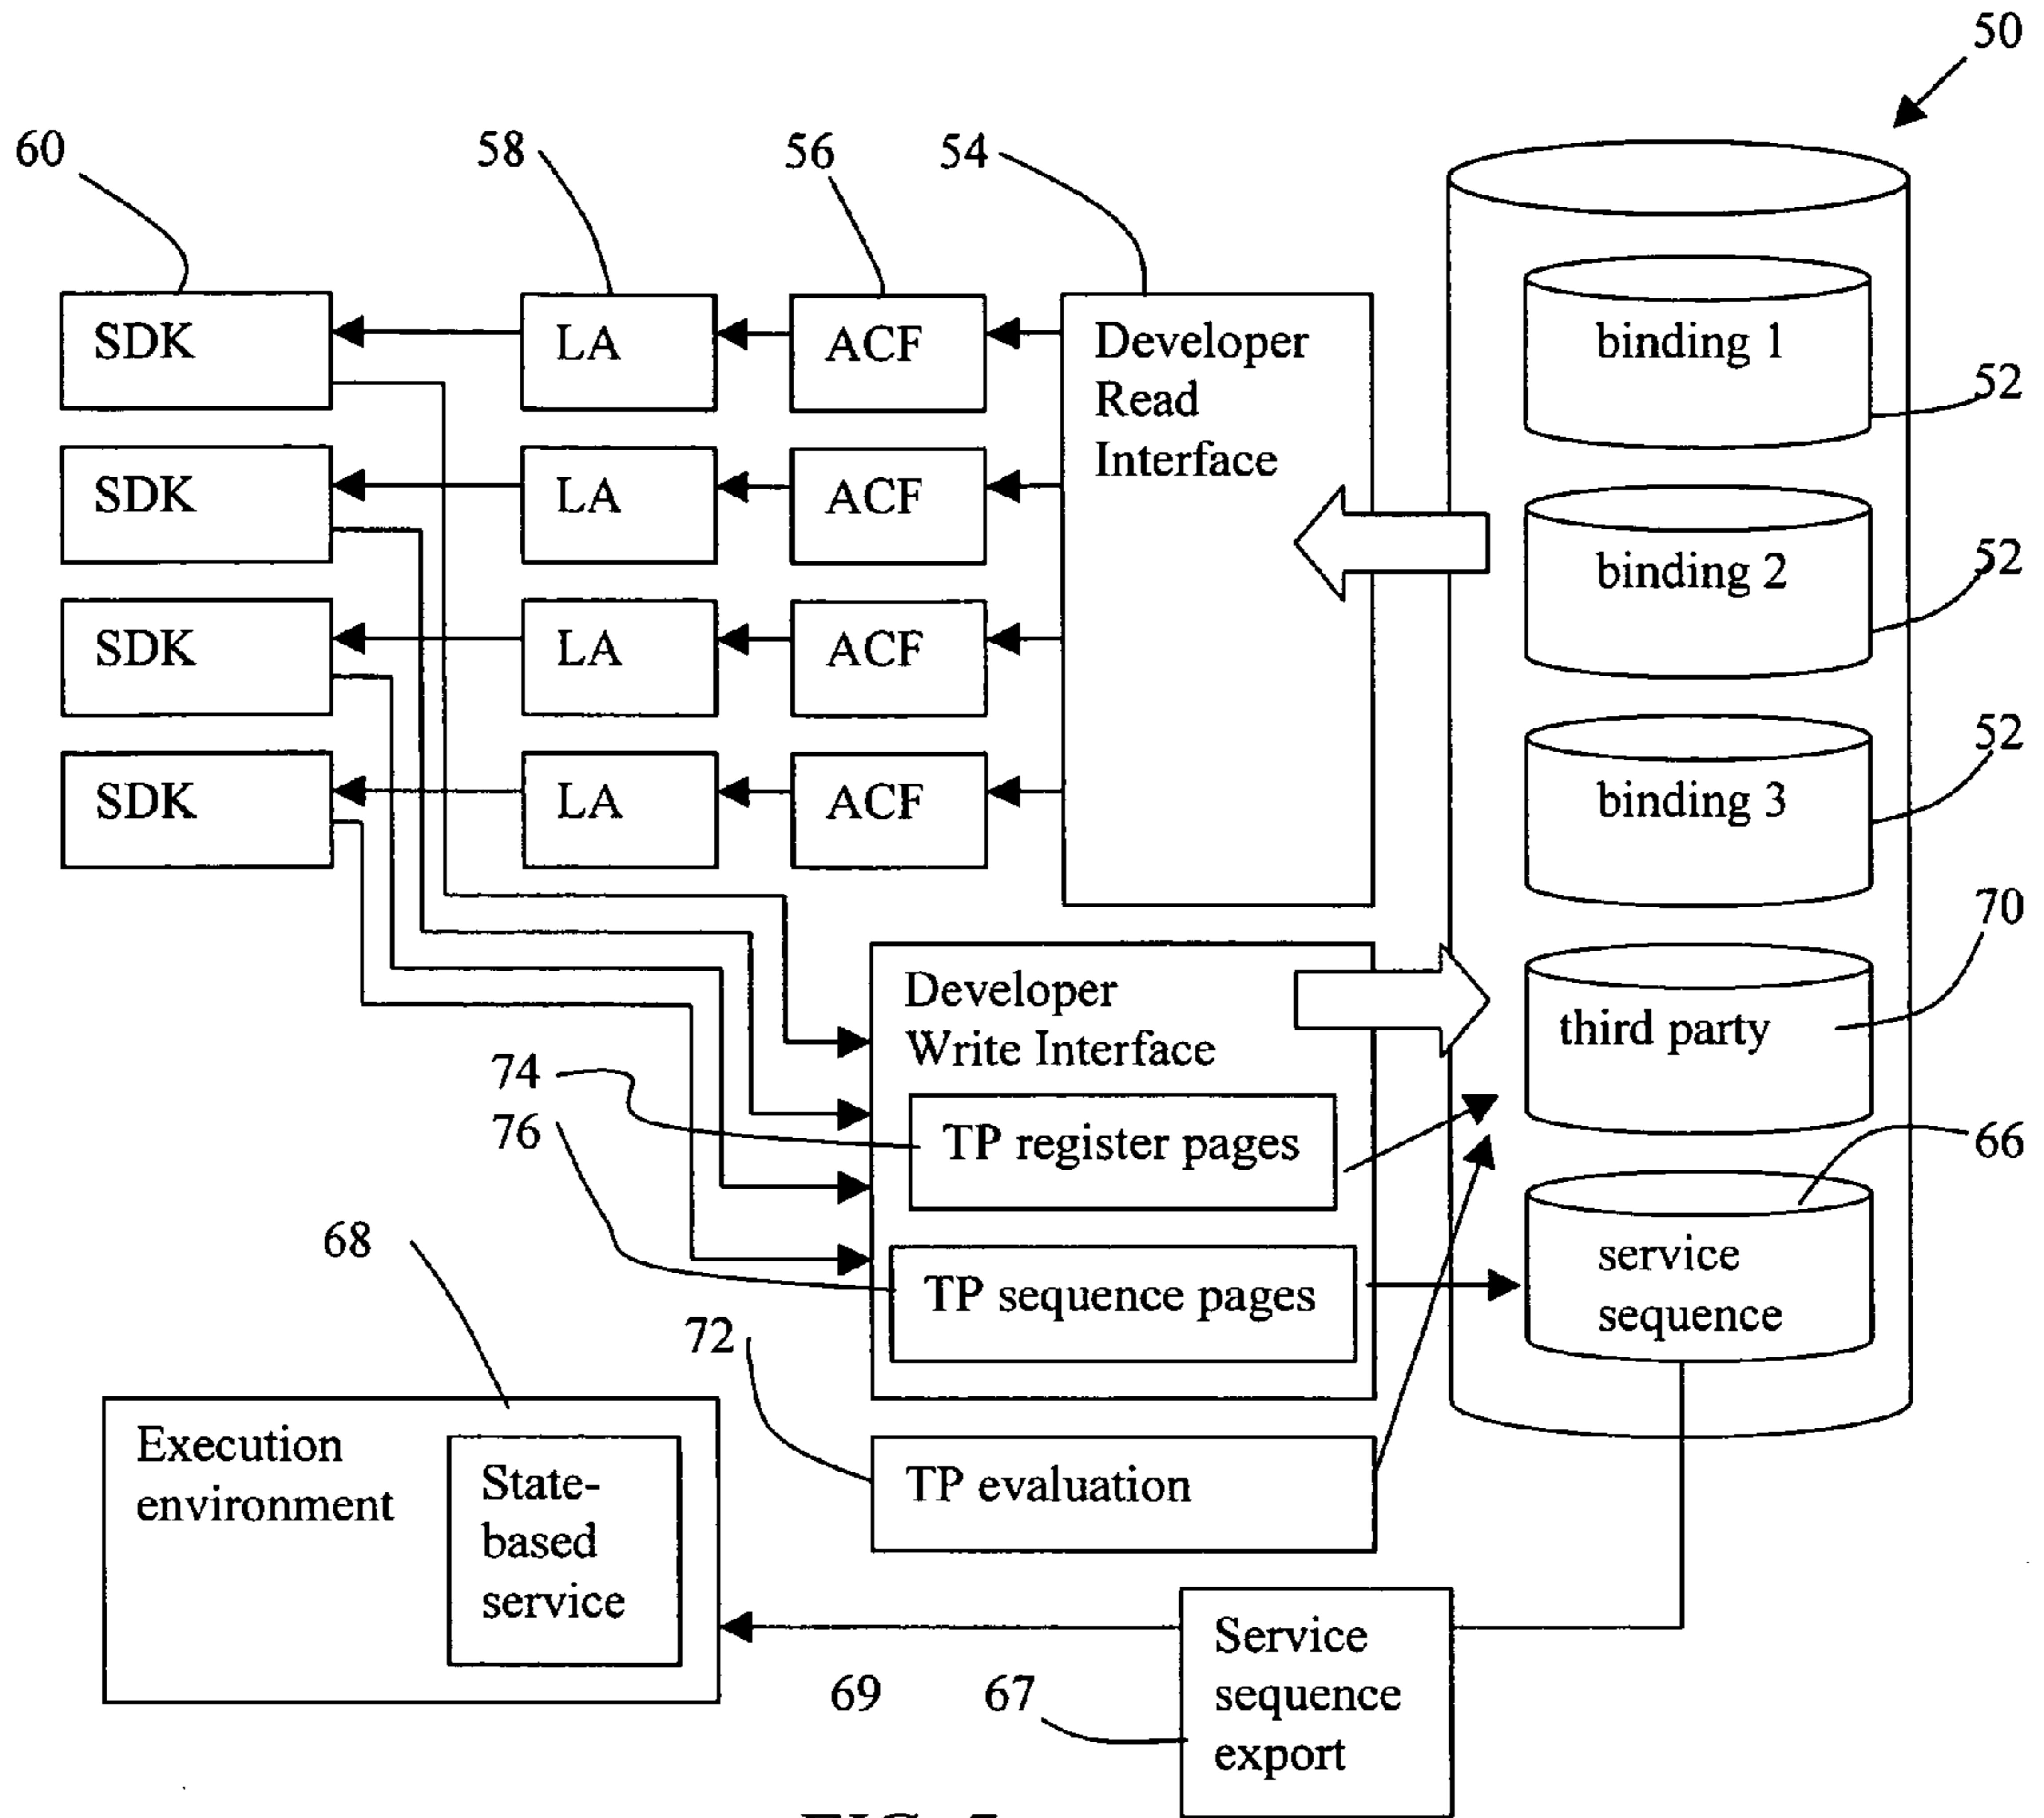 50
60
58
56
54
SDK
LA
ACF
Developer
Read
Interface
binding 1
52
SDK
LA
ACF
binding 2
52
SDK
LA
ACF
binding 3
52
SDK
LA
ACF
70
Developer
Write Interface
third party
74
76
TP register pages
66
68
TP sequence pages
service
sequence
72
Execution
environment
State-
based
service
TP evaluation
69
67
Service
sequence
export